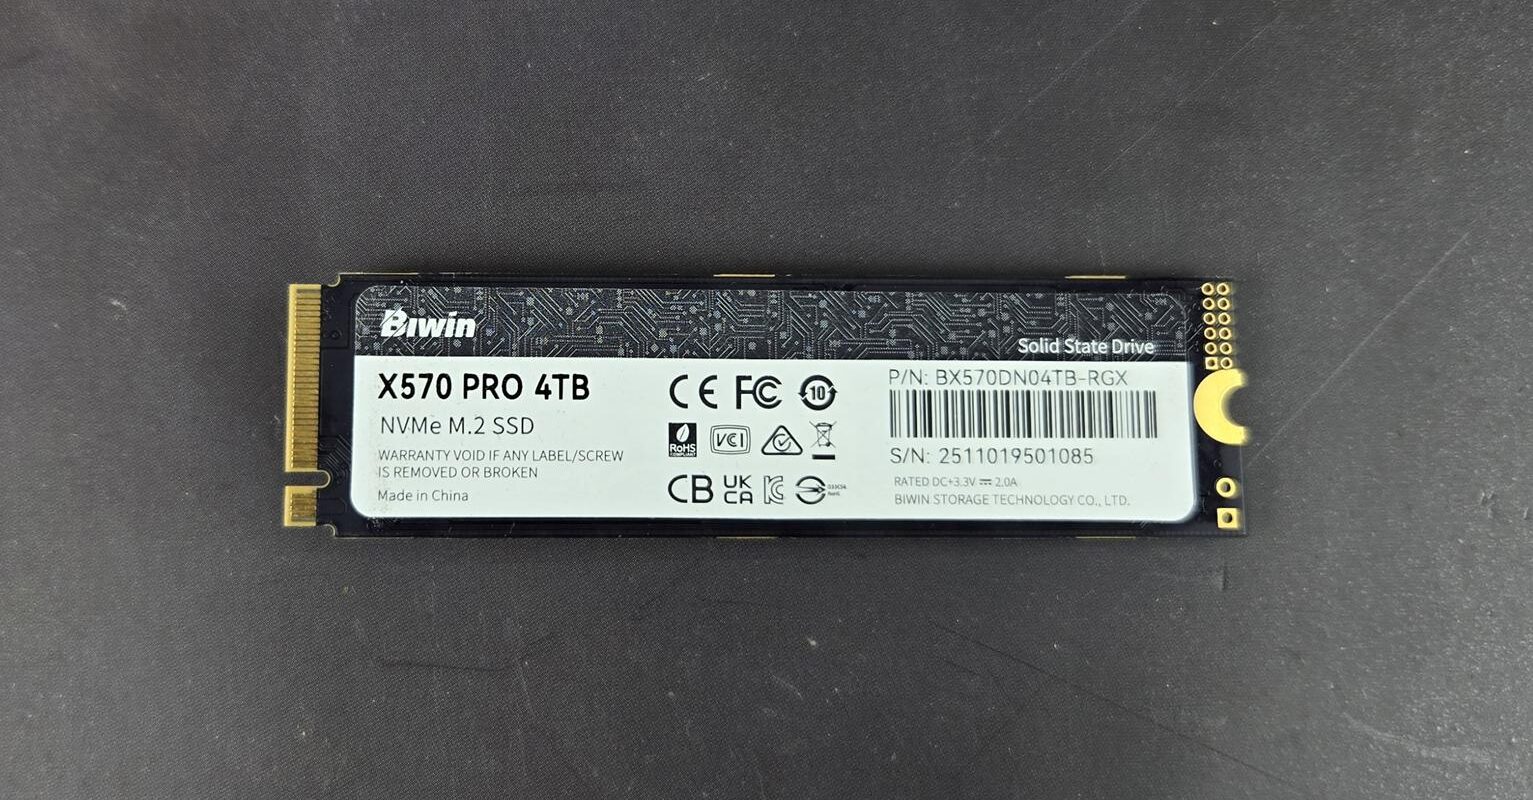 Biwin
Solid State Drive
X570 PRO 4TB
NVMe M.2 SSD
WARRANTY VOID IF ANY LABEL/SCREW
IS REMOVED OR BROKEN
Made in China
CE FC 10
RoHS
VCI
CB UK
CA
P/N: BX570DN04TB-RGX
S/N: 2511019501085
RATED DC+3.3V ⎓ 2.0A
BIWIN STORAGE TECHNOLOGY CO., LTD.